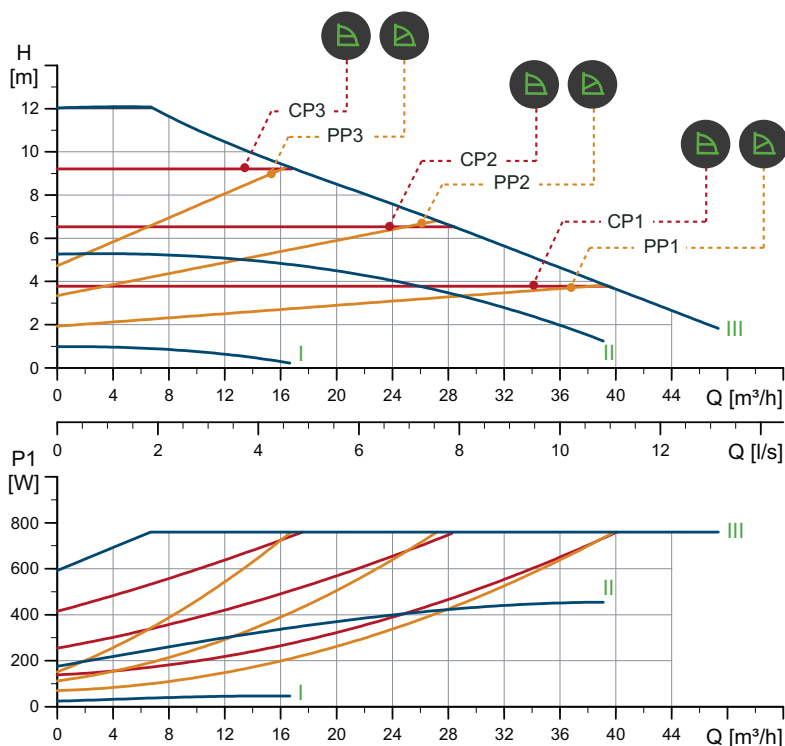 H
[m]
CP3
PP3
CP2
PP2
CP1
PP1
12
10
8
6
4
2
0
I
II
III
0 4 8 12 16 20 24 28 32 36 40 44
Q [m³/h]
0 2 4 6 8 10 12
Q [l/s]
P1
[W]
800
600
400
200
0
III
II
I
0 4 8 12 16 20 24 28 32 36 40 44
Q [m³/h]